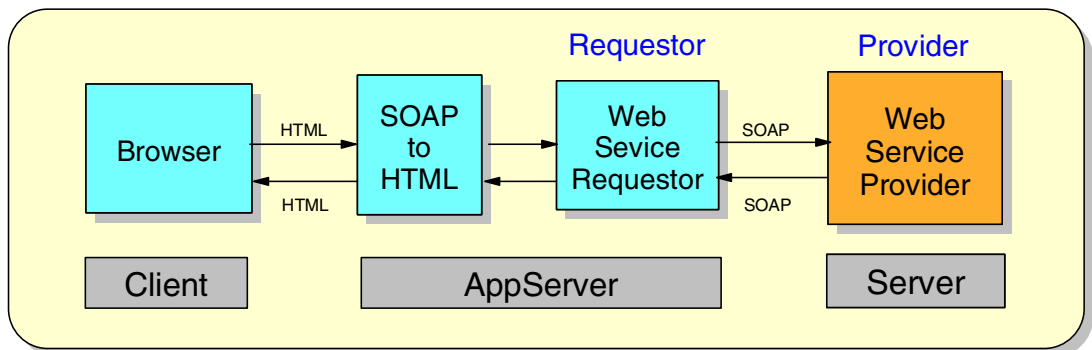 Requestor
Provider
Browser
HTML
HTML
SOAP
to
HTML
Web
Sevice
Requestor
SOAP
SOAP
Web
Service
Provider
Client
AppServer
Server